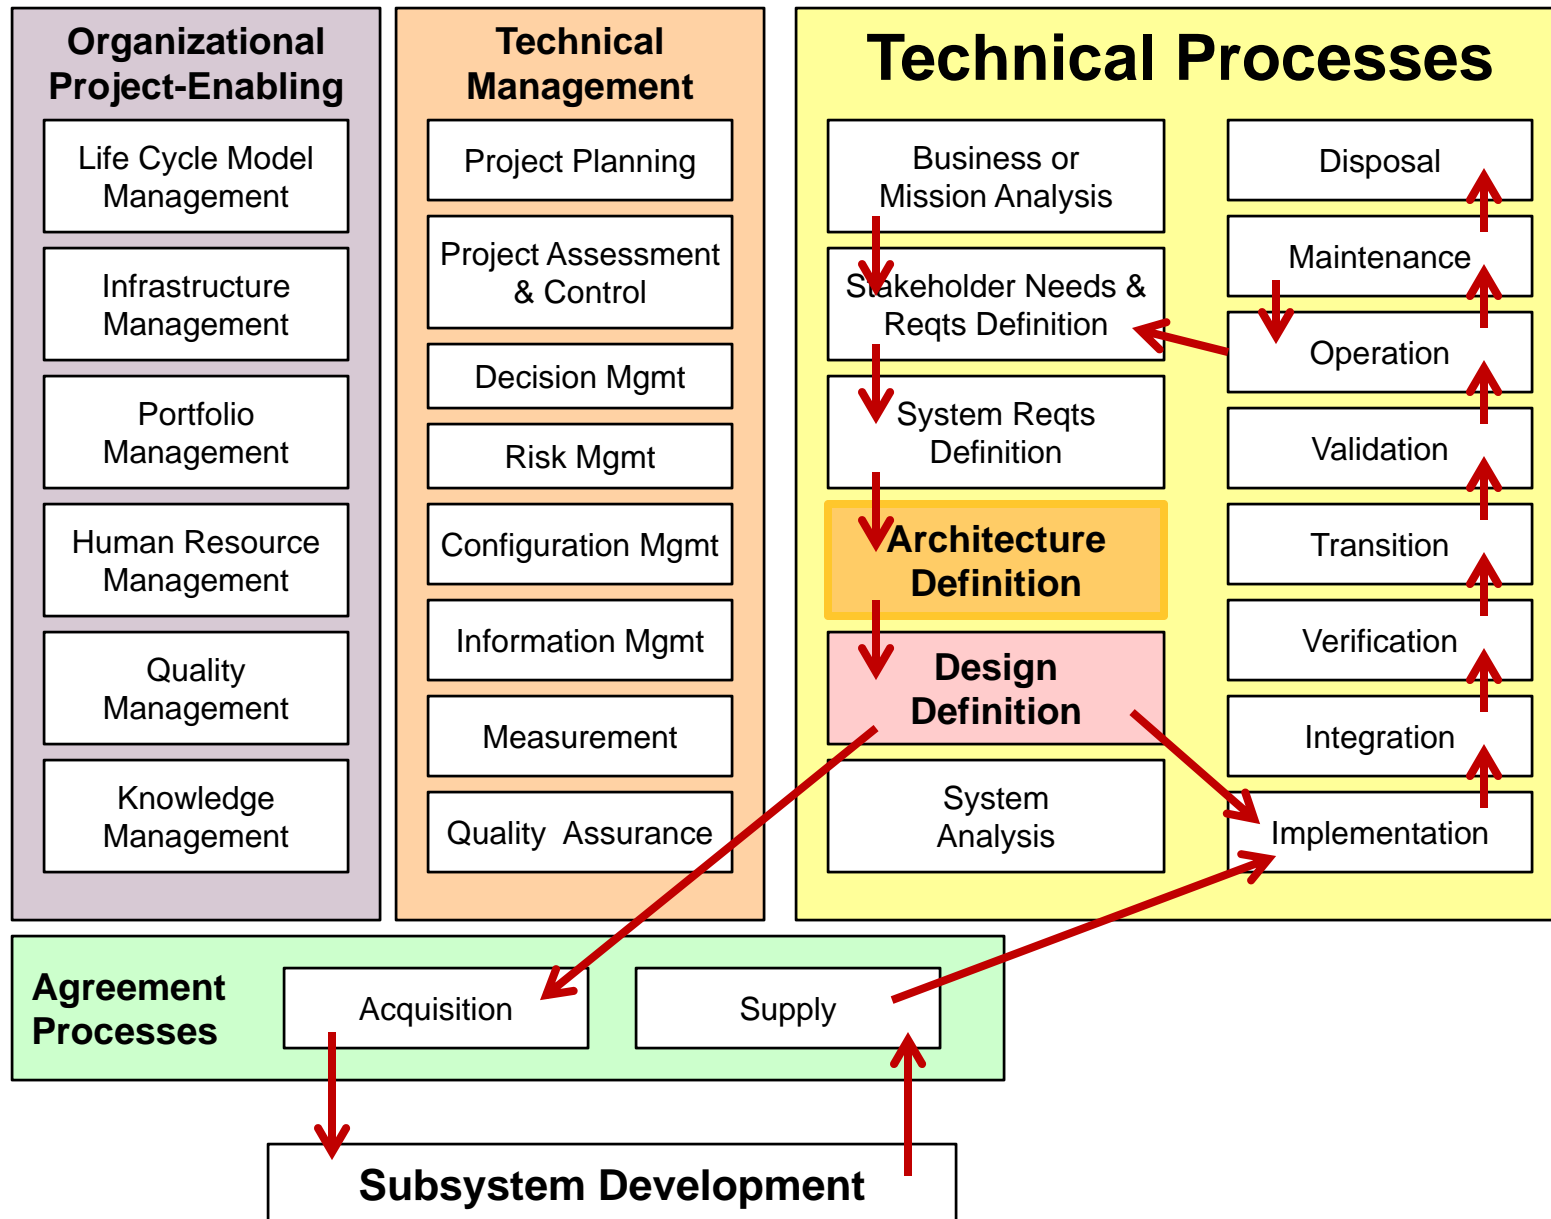 Organizational
Project-Enabling
Life Cycle Model
Management
Infrastructure
Management
Portfolio
Management
Human Resource
Management
Quality
Management
Knowledge
Management
Technical
Management
Project Planning
Project Assessment
& Control
Decision Mgmt
Risk Mgmt
Configuration Mgmt
Information Mgmt
Measurement
Quality Assurance
Technical Processes
Business or
Mission Analysis
Stakeholder Needs &
Reqts Definition
System Reqts
Definition
Architecture
Definition
Design
Definition
System
Analysis
Disposal
Maintenance
Operation
Validation
Transition
Verification
Integration
Implementation
Agreement
Processes
Acquisition
Supply
Subsystem Development